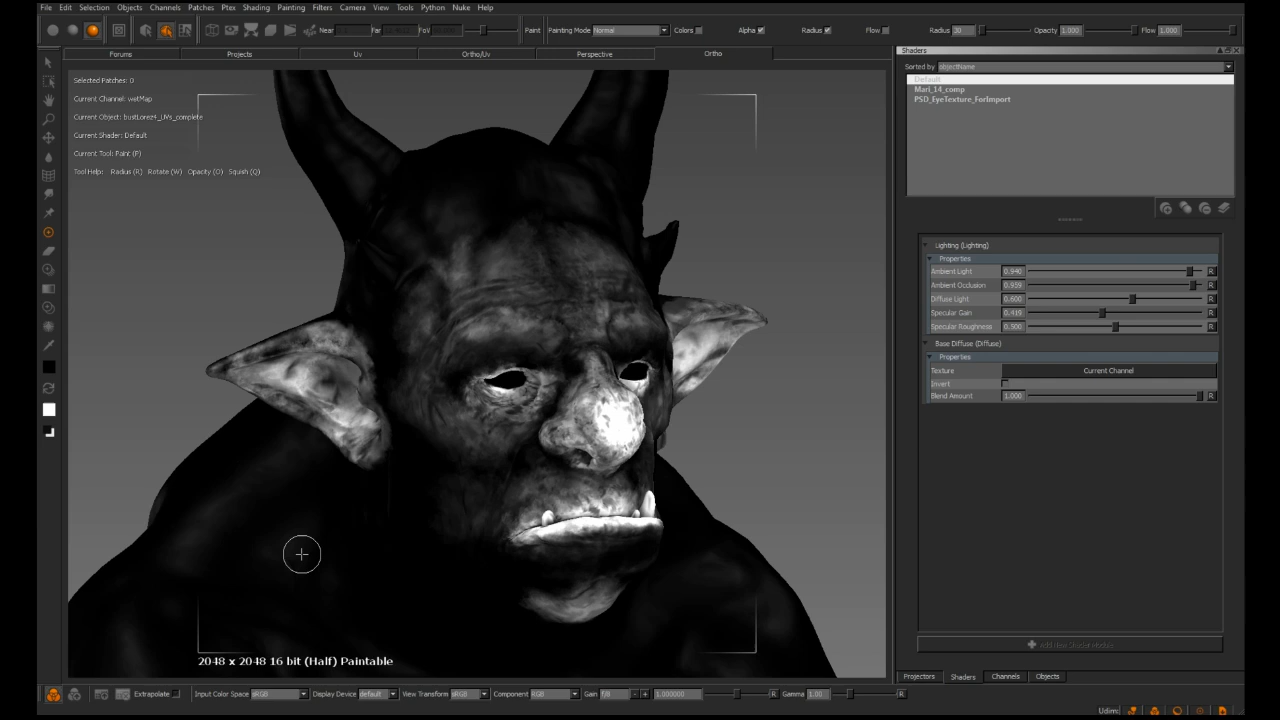 File Edit Selection Objects Channels Patches Ptex Shading Painting Filters Camera View Tools Python Nuke Help
Near Far FoV Paint Painting Mode Normal Colors Alpha Radius Flow Radius 30 Opacity 1.000 Flow 1.000
Forums Projects Uv Ortho/Uv Perspective Ortho
Selected Patches: 0
Current Channel: wetMap
Current Object: bustLorez4_UVs_complete
Current Shader: Default
Current Tool: Paint (P)
Tool Help: Radius (R) Rotate (W) Opacity (O) Squish (Q)
2048 x 2048 16 bit (Half) Paintable
Shaders
Sorted by objectName
Default
Mari_14_comp
PSD_EyeTexture_ForImport
Lighting (Lighting)
Properties
Ambient Light 0.940 R
Ambient Occlusion 0.959 R
Diffuse Light 0.600 R
Specular Gain 0.419 R
Specular Roughness 0.500 R
Base Diffuse (Diffuse)
Properties
Texture Current Channel
Invert
Blend Amount 1.000 R
Add New Shader Module
Projectors Shaders Channels Objects
Extrapolate Input Color Space sRGB Display Device default View Transform sRGB Component RGB Gain f/8 - + 1.000000 R Gamma 1.00 R
Udim: